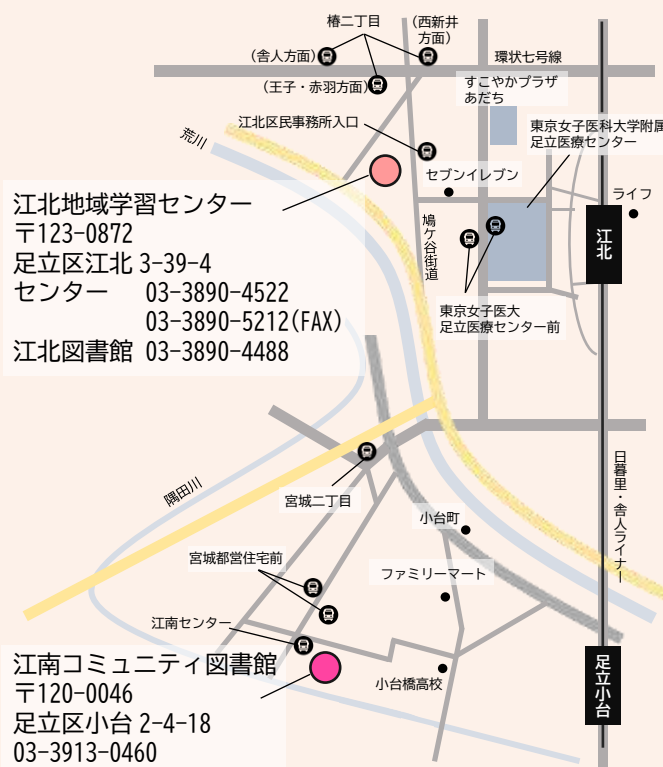 椿二丁目
(西新井
方面)
(舎人方面)
環状七号線
(王子・赤羽方面)
すこやかプラザ
あだち
江北区民事務所入口
東京女子医科大学附属
足立医療センター
荒川
セブンイレブン
ライフ
江北地域学習センター
〒123-0872
足立区江北 3-39-4
センター 03-3890-4522
03-3890-5212(FAX)
江北図書館 03-3890-4488
鳩ケ谷街道
江北
東京女子医大
足立医療センター前
日暮里・舎人ライナー
隅田川
宮城二丁目
小台町
宮城都営住宅前
ファミリーマート
江南センター
江南コミュニティ図書館
〒120-0046
足立区小台 2-4-18
03-3913-0460
小台橋高校
足立小台